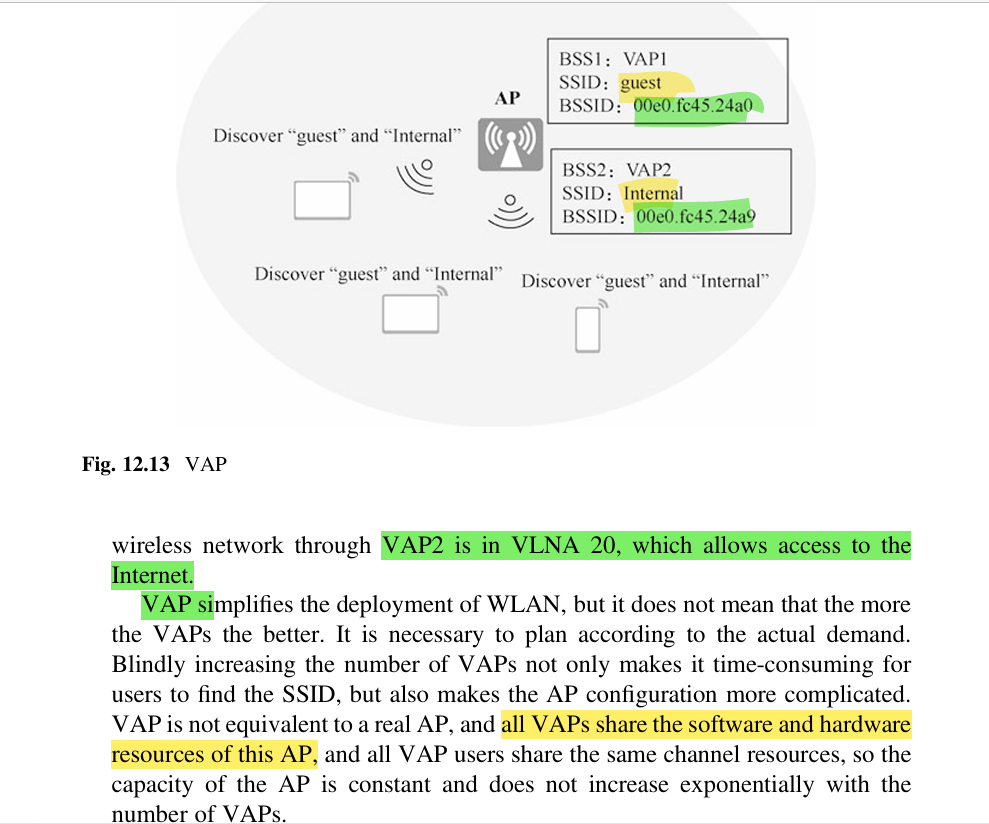 BSS1: VAP1
SSID: guest
BSSID: 00e0.fc45.24a0
AP
Discover “guest” and “Internal”
BSS2: VAP2
SSID: Internal
BSSID: 00e0.fc45.24a9
Discover “guest” and “Internal”
Discover “guest” and “Internal”
Fig. 12.13 VAP
wireless network through VAP2 is in VLNA 20, which allows access to the
Internet.
VAP simplifies the deployment of WLAN, but it does not mean that the more
the VAPs the better. It is necessary to plan according to the actual demand.
Blindly increasing the number of VAPs not only makes it time-consuming for
users to find the SSID, but also makes the AP configuration more complicated.
VAP is not equivalent to a real AP, and all VAPs share the software and hardware
resources of this AP, and all VAP users share the same channel resources, so the
capacity of the AP is constant and does not increase exponentially with the
number of VAPs.